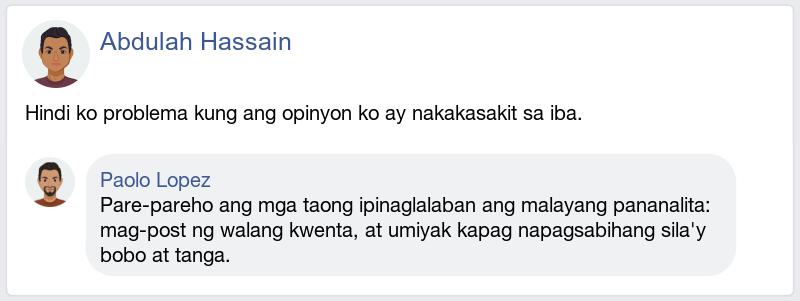 Abdulah Hassain
Hindi ko problema kung ang opinyon ko ay nakakasakit sa iba.
Paolo Lopez
Pare-pareho ang mga taong ipinaglalaban ang malayang pananalita:
mag-post ng walang kwenta, at umiyak kapag napagsabihang sila'y
bobo at tanga.